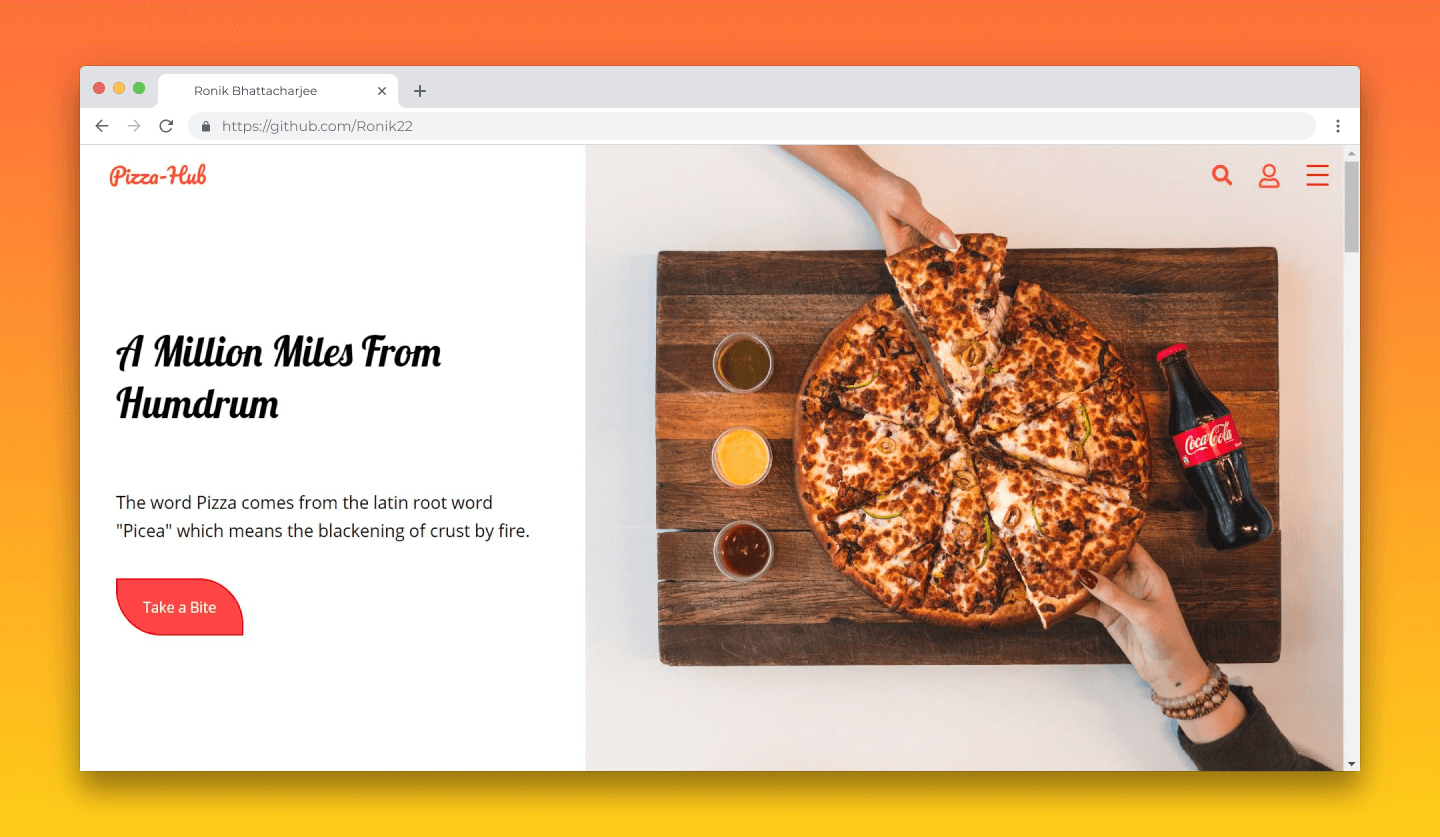 Ronik Bhattacharjee
https://github.com/Ronik22
Pizza-Hub
A Million Miles From
Humdrum
The word Pizza comes from the latin root word
"Picea" which means the blackening of crust by fire.
Take a Bite
Coca-Cola